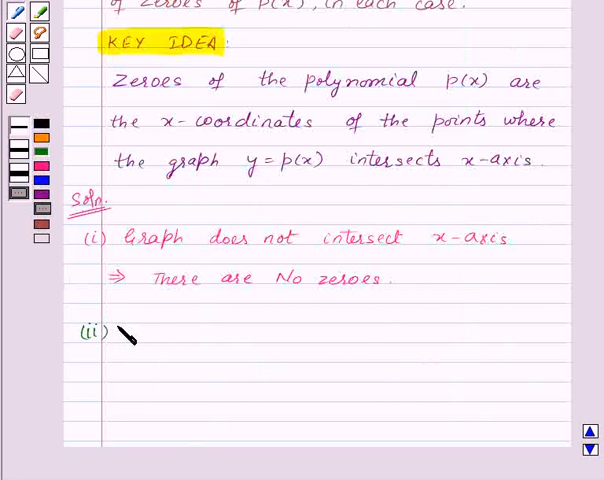 of zeroes of p(x), in each case.
KEY IDEA:
Zeroes of the polynomial p(x) are
the x-coordinates of the points where
the graph y = p(x) intersects x-axis.
Soln.
(i) Graph does not intersect x-axis
⇒ There are No zeroes.
(ii)